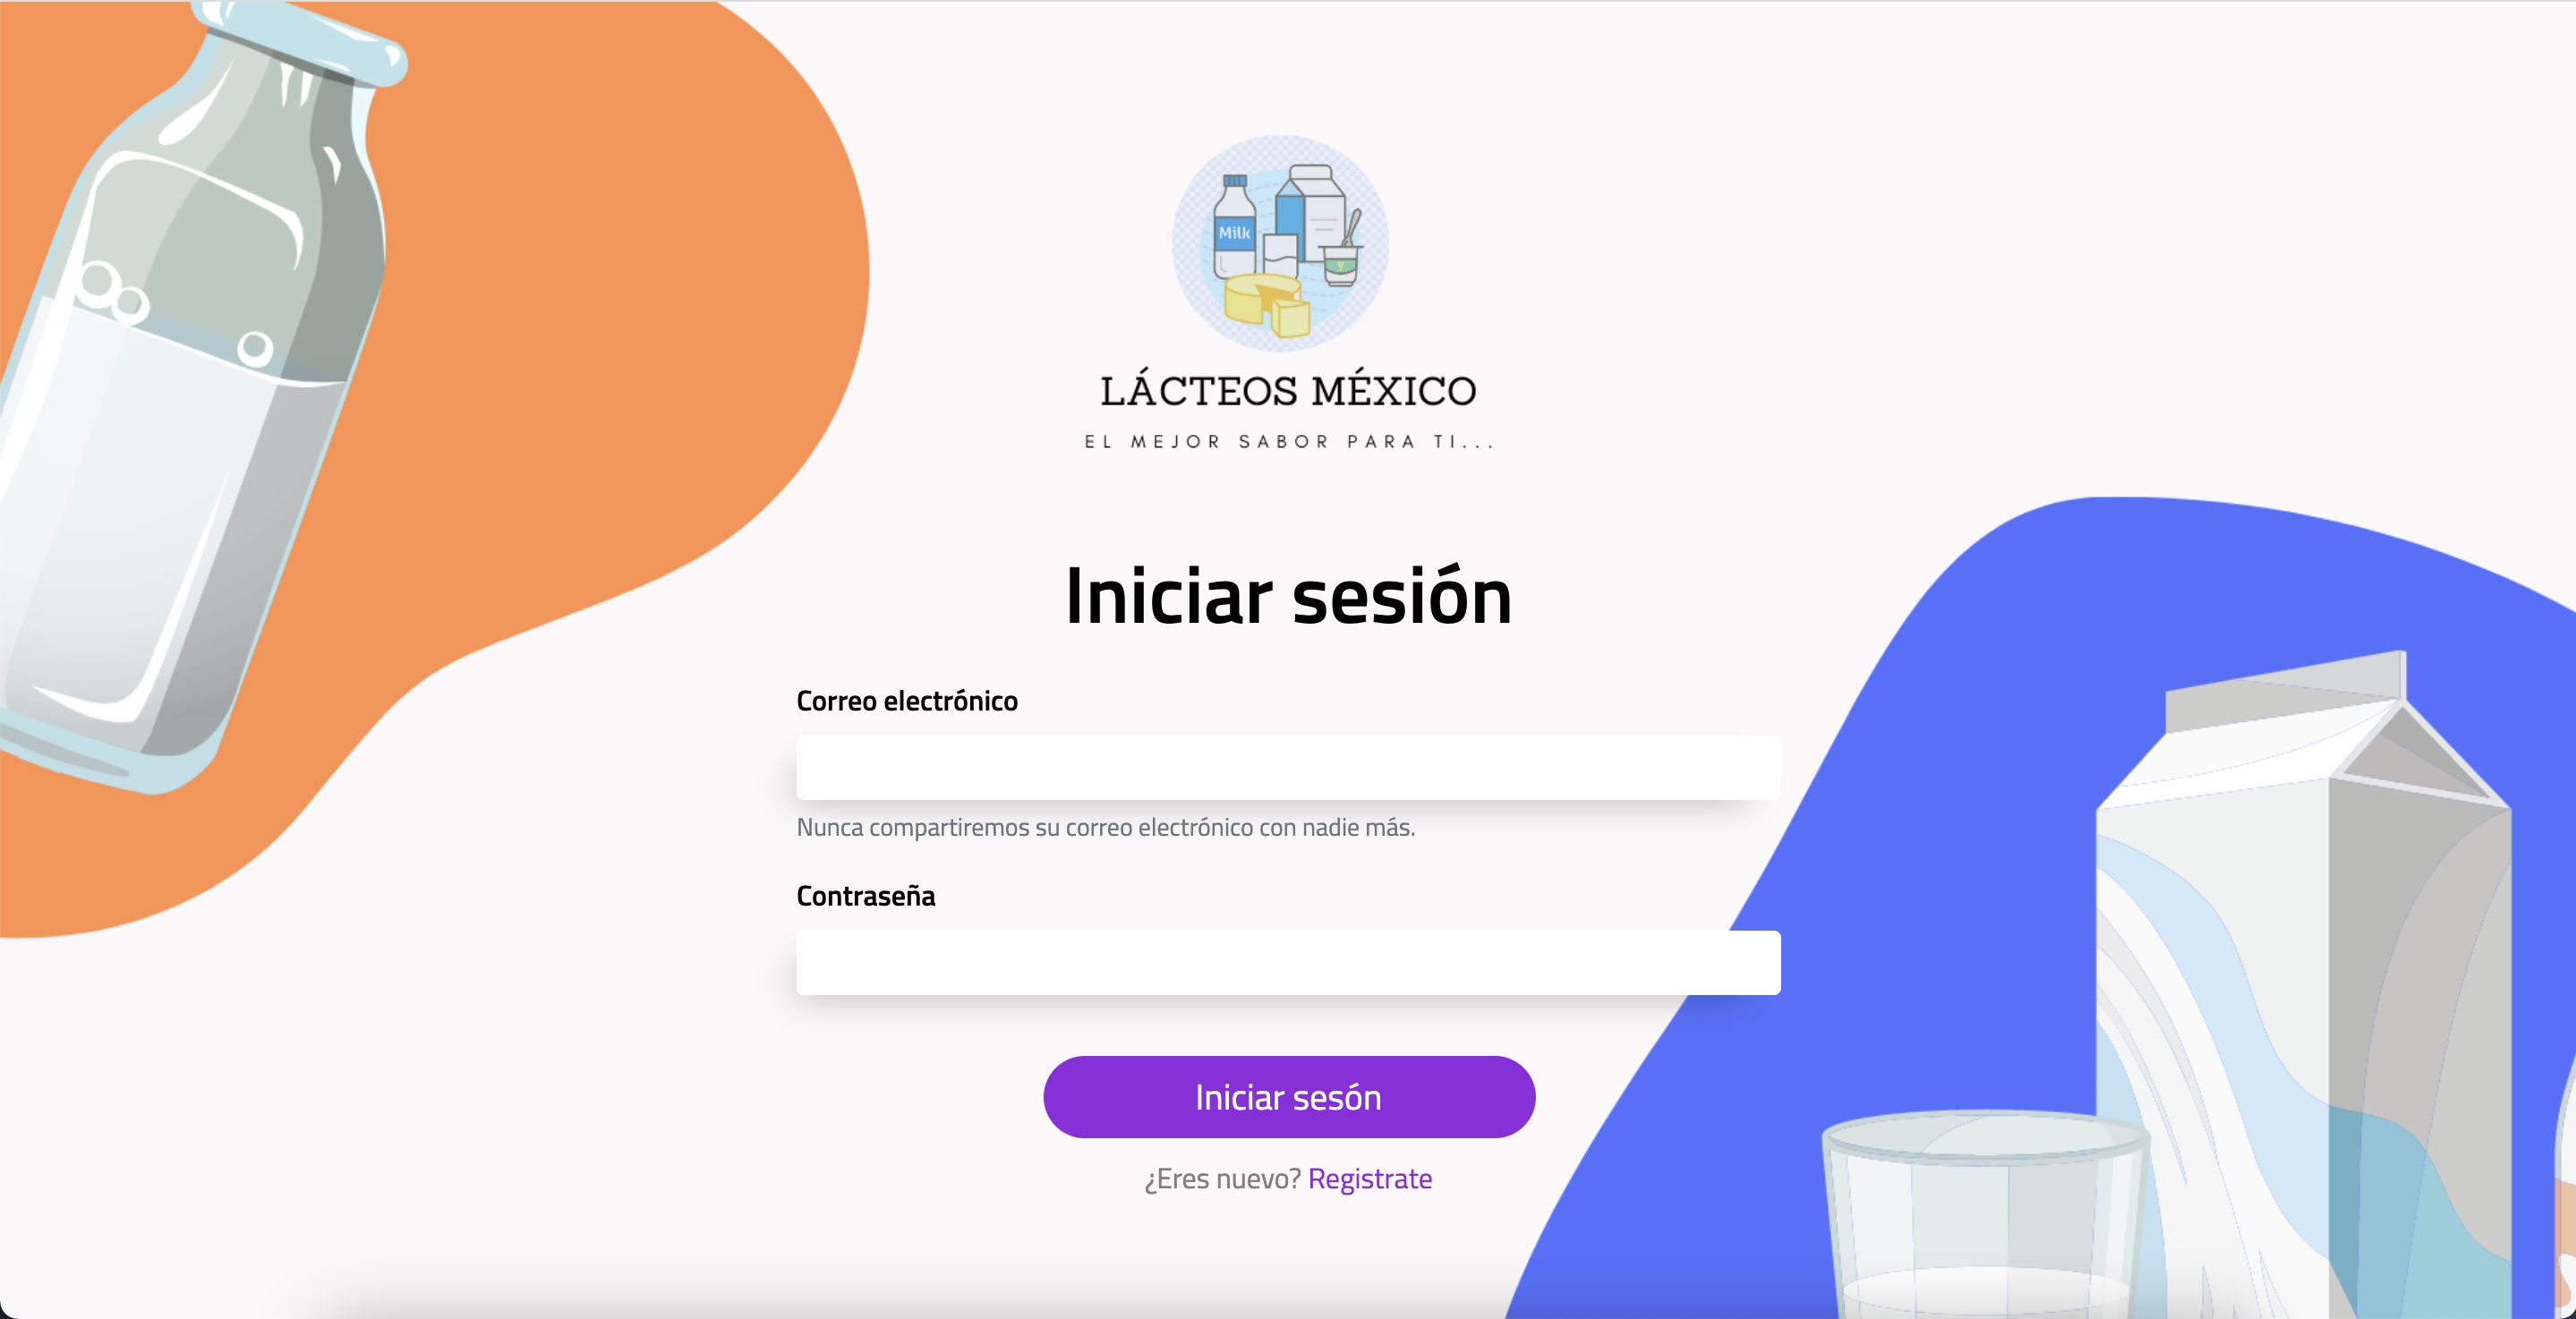 Milk
y
LÁCTEOS MÉXICO
EL MEJOR SABOR PARA TI...
Iniciar sesión
Correo electrónico
Nunca compartiremos su correo electrónico con nadie más.
Contraseña
Iniciar sesón
¿Eres nuevo? Registrate